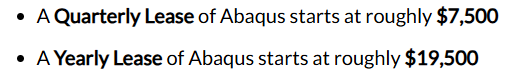 • A Quarterly Lease of Abaqus starts at roughly $7,500
• A Yearly Lease of Abaqus starts at roughly $19,500